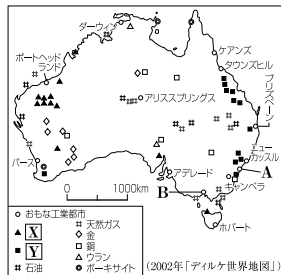 ダーウィン
ポートヘッドランド
ケアンズ
タウンズヒル
ブリズベーン
アリススプリングス
ニューカッスル
A
パース
アデレード
キャンベラ
B
ホバート
0 1000km
○おもな工業都市
▲ X
■ Y
石油
天然ガス
金
銅
ウラン
ボーキサイト
(2002年「ディルケ世界地図」)